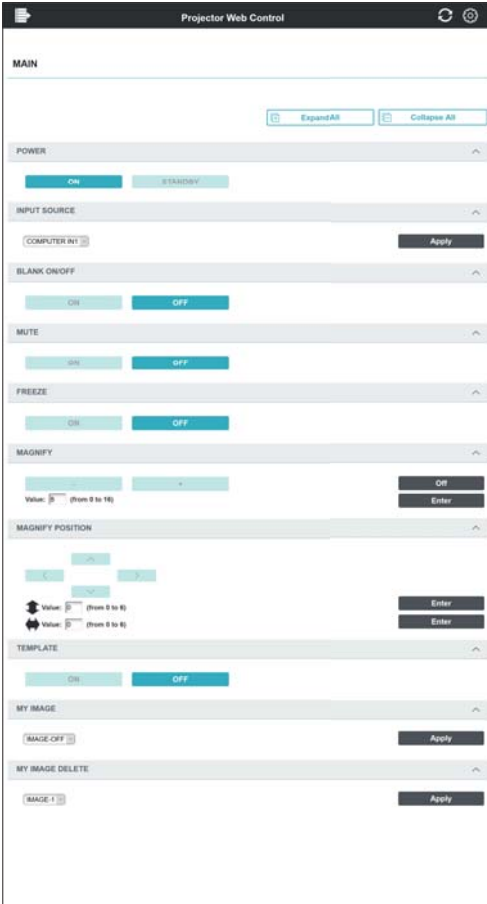 Projector Web Control
MAIN
Expand All
Collapse All
POWER
ON STANDBY
INPUT SOURCE
COMPUTER IN1 Apply
BLANK ON/OFF
ON OFF
MUTE
ON OFF
FREEZE
ON OFF
MAGNIFY
- +
Off
Value: (from 0 to 16) Enter
MAGNIFY POSITION
Value: 0 (from 0 to 6) Enter
Value: 0 (from 0 to 6) Enter
TEMPLATE
ON OFF
MY IMAGE
IMAGE-OFF Apply
MY IMAGE DELETE
IMAGE-1 Apply